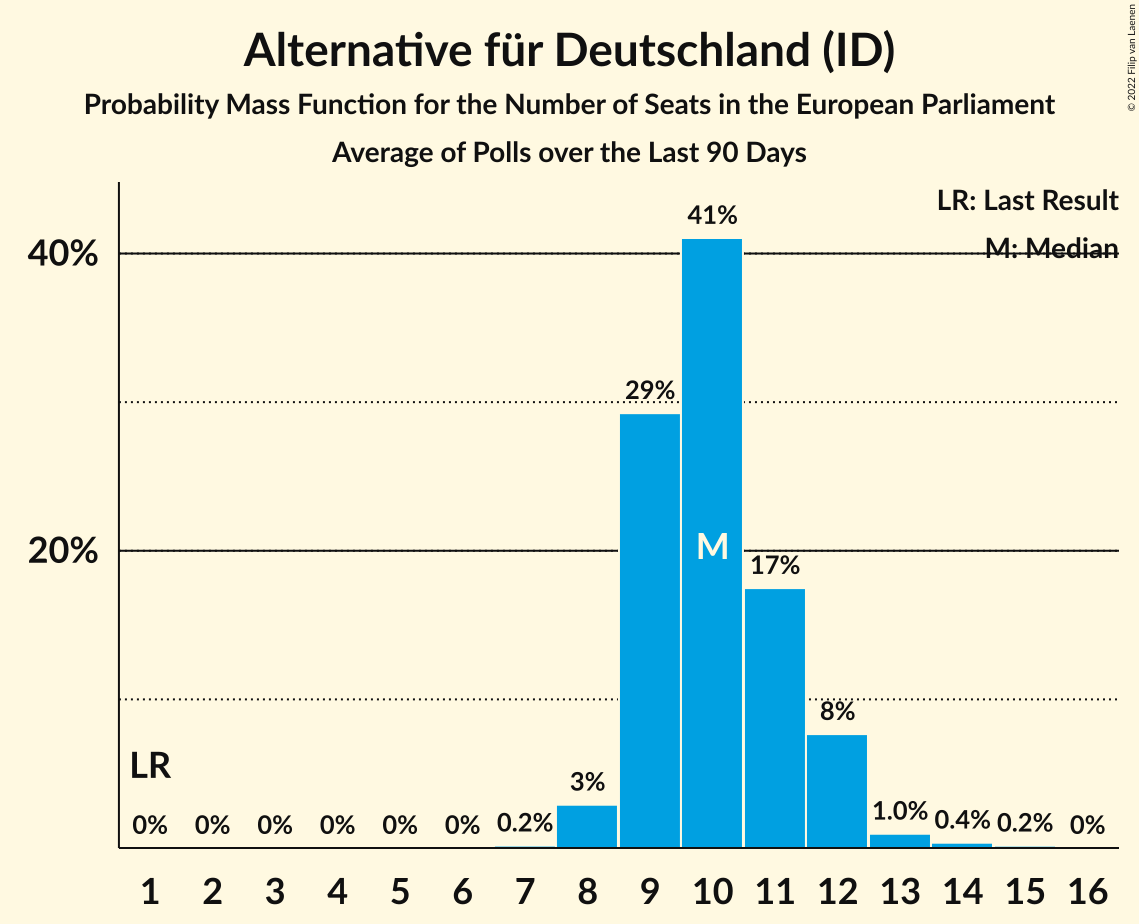 Alternative für Deutschland (ID)
Probability Mass Function for the Number of Seats in the European Parliament
Average of Polls over the Last 90 Days
© 2022 Filip van Laenen
LR: Last Result
M: Median
40%
20%
41%
29%
M
17%
8%
LR
3%
0% 0% 0% 0% 0% 0% 0.2% 1.0% 0.4% 0.2% 0%
1 2 3 4 5 6 7 8 9 10 11 12 13 14 15 16